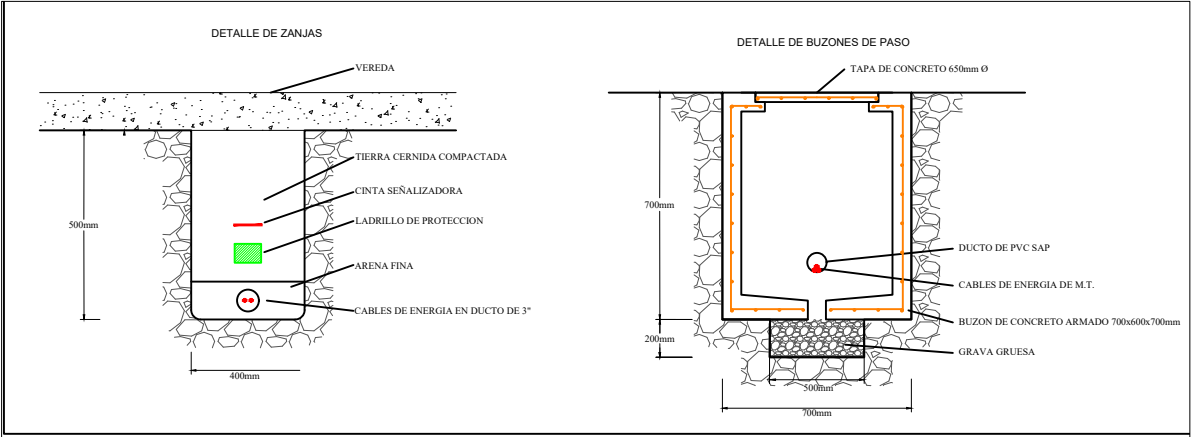 DETALLE DE ZANJAS
VEREDA
TIERRA CERNIDA COMPACTADA
CINTA SEÑALIZADORA
LADRILLO DE PROTECCION
ARENA FINA
CABLES DE ENERGIA EN DUCTO DE 3"
500mm
400mm
DETALLE DE BUZONES DE PASO
TAPA DE CONCRETO 650mm Ø
700mm
DUCTO DE PVC SAP
CABLES DE ENERGIA DE M.T.
BUZON DE CONCRETO ARMADO 700x600x700mm
200mm
GRAVA GRUESA
500mm
700mm